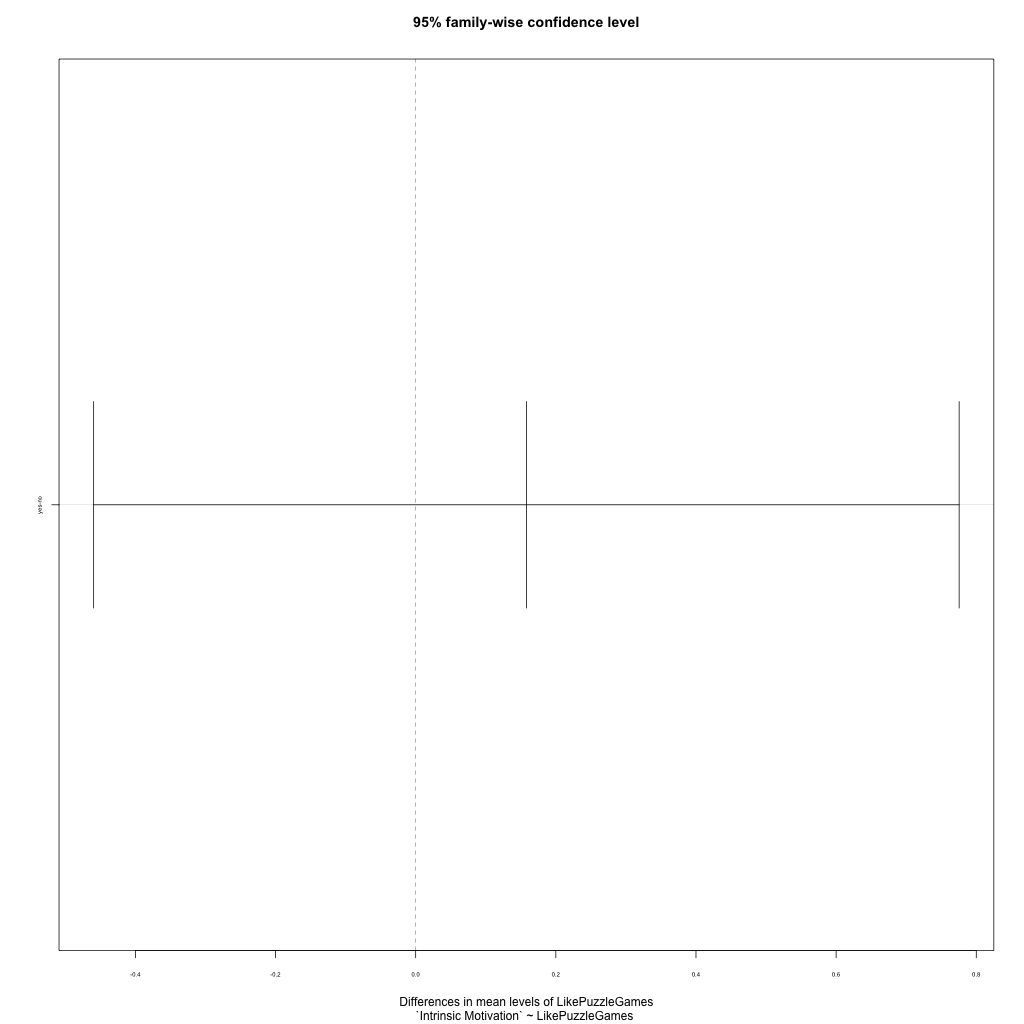 95% family-wise confidence level
yes-no
-0.4 -0.2 0.0 0.2 0.4 0.6 0.8
Differences in mean levels of LikePuzzleGames
`Intrinsic Motivation` ~ LikePuzzleGames